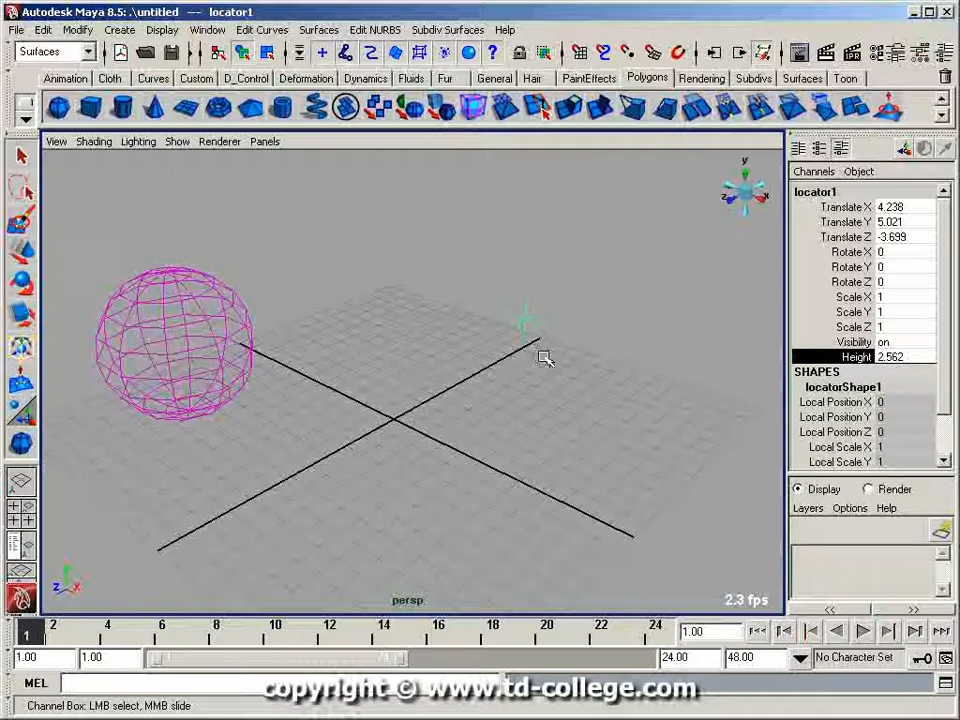 Autodesk Maya 8.5: .\untitled -- locator1
File Edit Modify Create Display Window Edit Curves Surfaces Edit NURBS Subdiv Surfaces Help
Surfaces
Animation Cloth Curves Custom D_Control Deformation Dynamics Fluids Fur General Hair PaintEffects Polygons Rendering Subdivs Surfaces Toon
View Shading Lighting Show Renderer Panels
Channels Object
locator1
Translate X 4.238
Translate Y 5.021
Translate Z -3.699
Rotate X 0
Rotate Y 0
Rotate Z 0
Scale X 1
Scale Y 1
Scale Z 1
Visibility on
Height 2.562
SHAPES
locatorShape1
Local Position X 0
Local Position Y 0
Local Position Z 0
Local Scale X 1
Local Scale Y 1
Display Render
Layers Options Help
y
z x
y
z x
persp
2.3 fps
1 2 4 6 8 10 12 14 16 18 20 22 24
1.00
1.00 1.00 24.00 48.00 No Character Set
MEL
copyright © www.td-college.com
Channel Box: LMB select, MMB slide